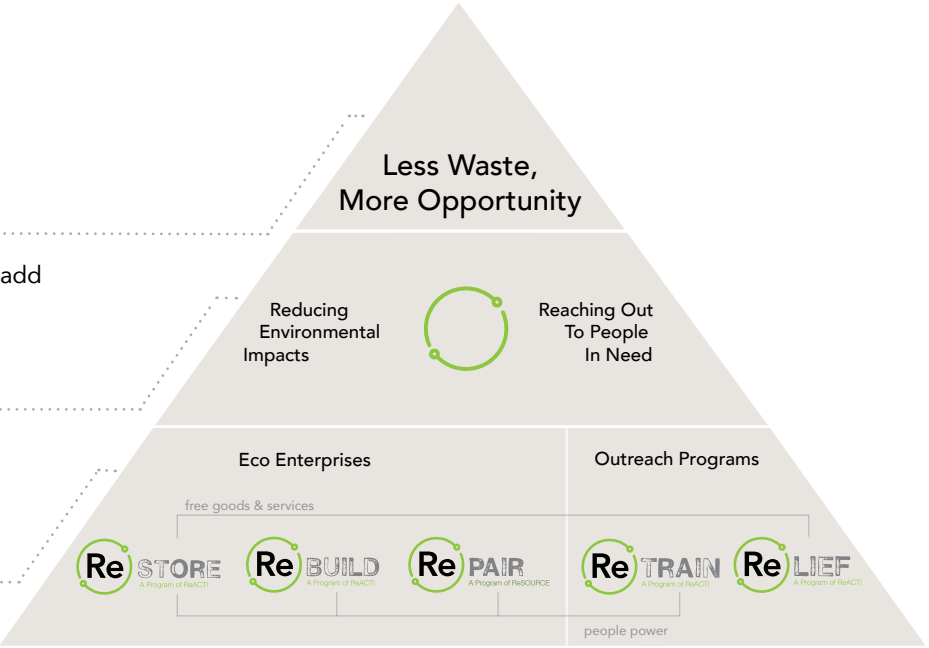 Less Waste,
More Opportunity
add
Reducing
Environmental
Impacts
Reaching Out
To People
In Need
Eco Enterprises
Outreach Programs
free goods & services
Re STORE
A Program of ReACT!
Re BUILD
A Program of ReACT!
Re PAIR
A Program of ReSOURCE
Re TRAIN
A Program of ReACT!
Re LIEF
A Program of ReACT!
people power